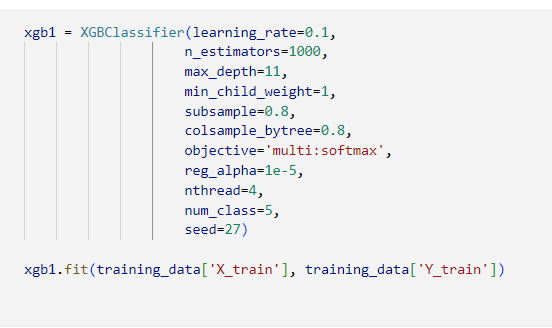 xgb1 = XGBClassifier(learning_rate=0.1,
n_estimators=1000,
max_depth=11,
min_child_weight=1,
subsample=0.8,
colsample_bytree=0.8,
objective='multi:softmax',
reg_alpha=1e-5,
nthread=4,
num_class=5,
seed=27)
xgb1.fit(training_data['X_train'], training_data['Y_train'])